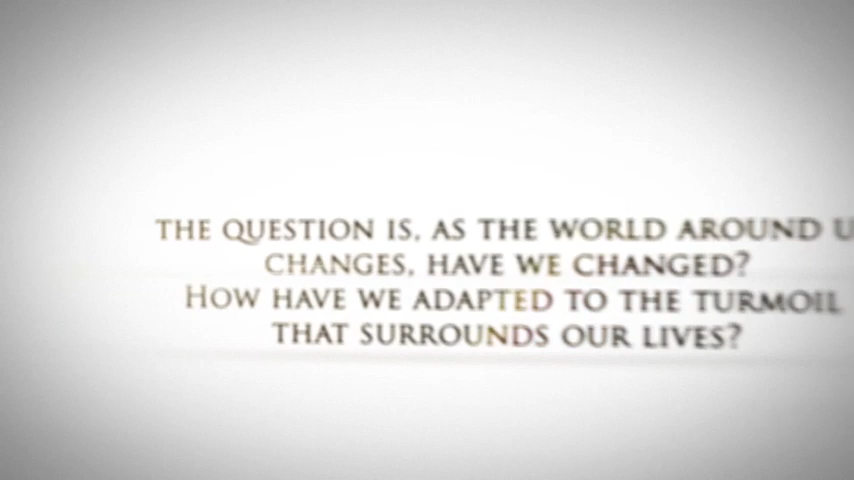 THE QUESTION IS, AS THE WORLD AROUND U
CHANGES, HAVE WE CHANGED?
HOW HAVE WE ADAPTED TO THE TURMOIL
THAT SURROUNDS OUR LIVES?